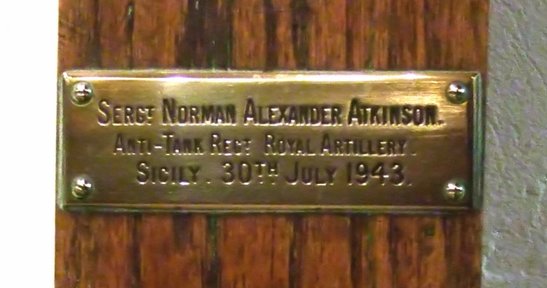 Sergt Norman Alexander Atkinson.
Anti-Tank Regt Royal Artillery.
Sicily. 30th July 1943.